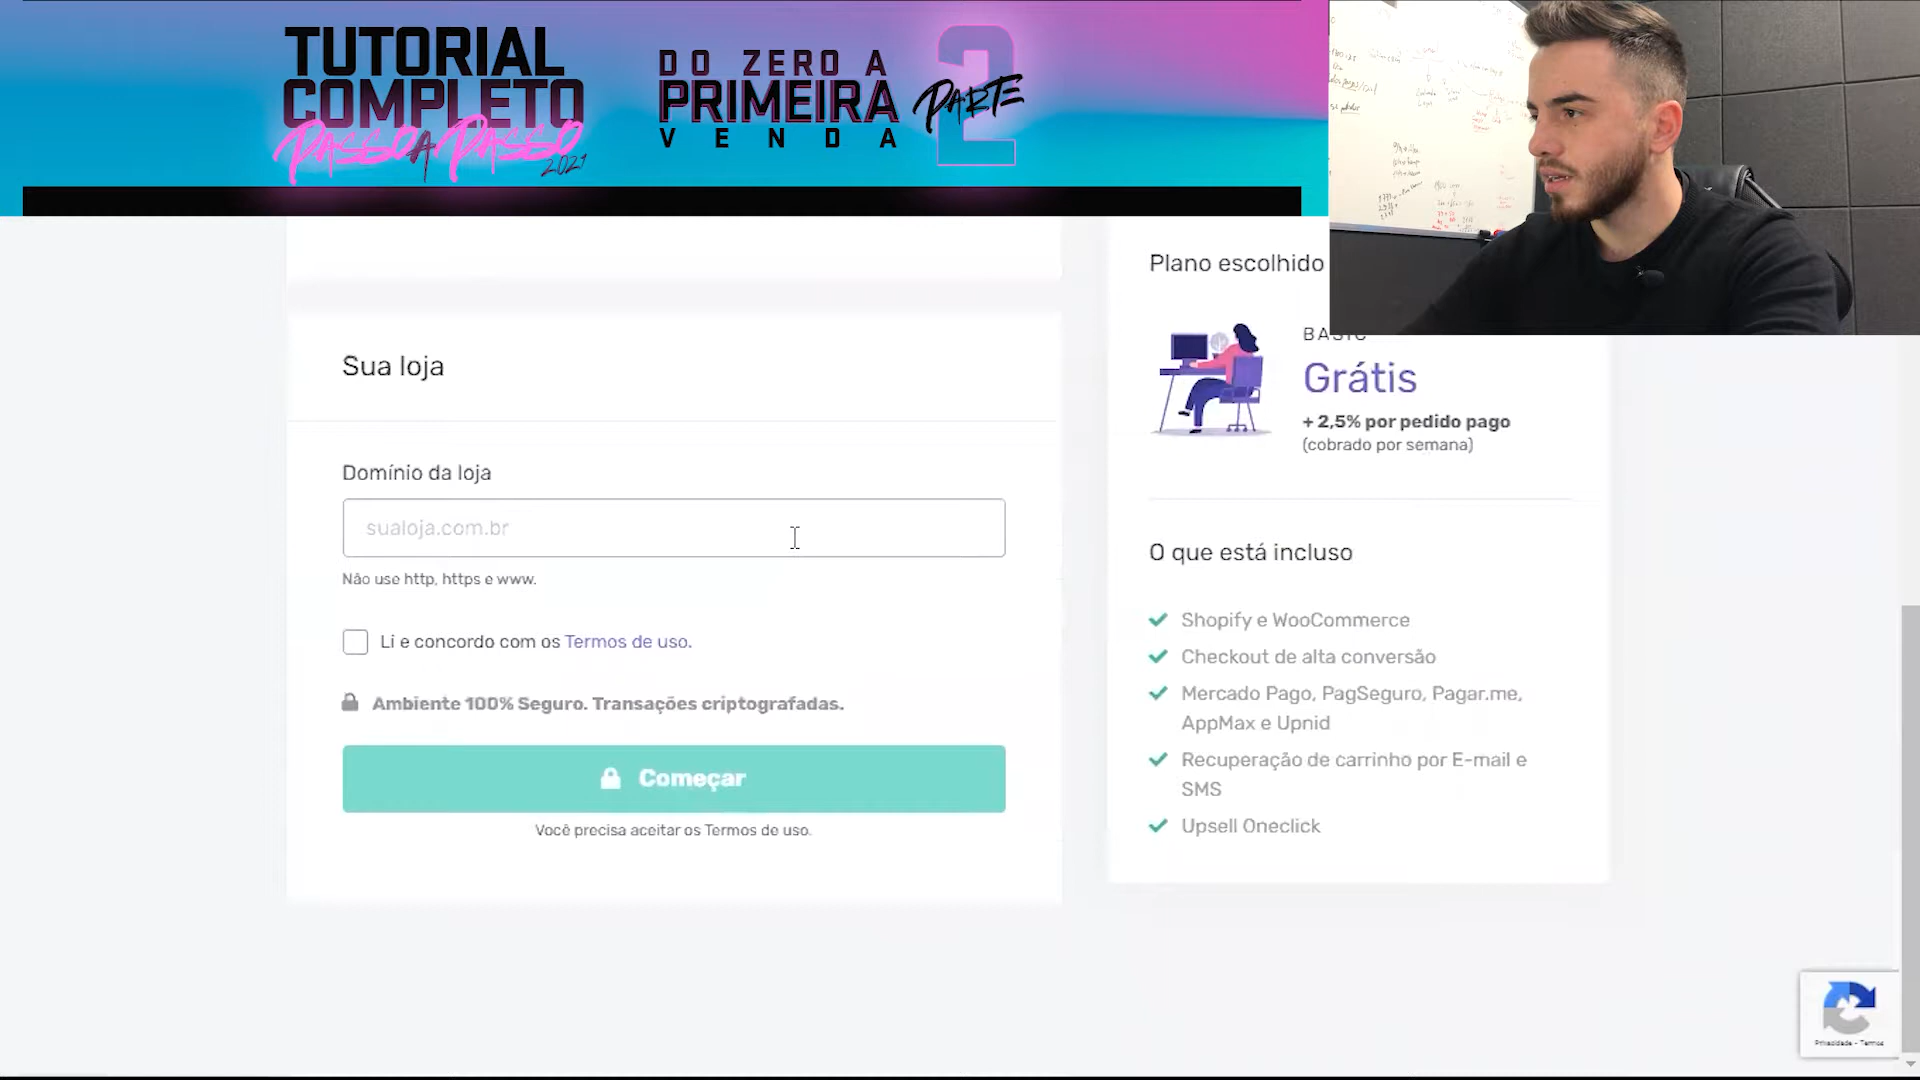 TUTORIAL
COMPLETO
PASSO A PASSO
2021
DO ZERO A
PRIMEIRA
VENDA
PARTE
2
Plano escolhido
BASIC
Grátis
+ 2,5% por pedido pago
(cobrado por semana)
Sua loja
Domínio da loja
sualoja.com.br
Não use http, https e www.
Li e concordo com os Termos de uso.
Ambiente 100% Seguro. Transações criptografadas.
Começar
Você precisa aceitar os Termos de uso.
O que está incluso
Shopify e WooCommerce
Checkout de alta conversão
Mercado Pago, PagSeguro, Pagar.me,
AppMax e Upnid
Recuperação de carrinho por E-mail e
SMS
Upsell Oneclick
Privacidade - Termos